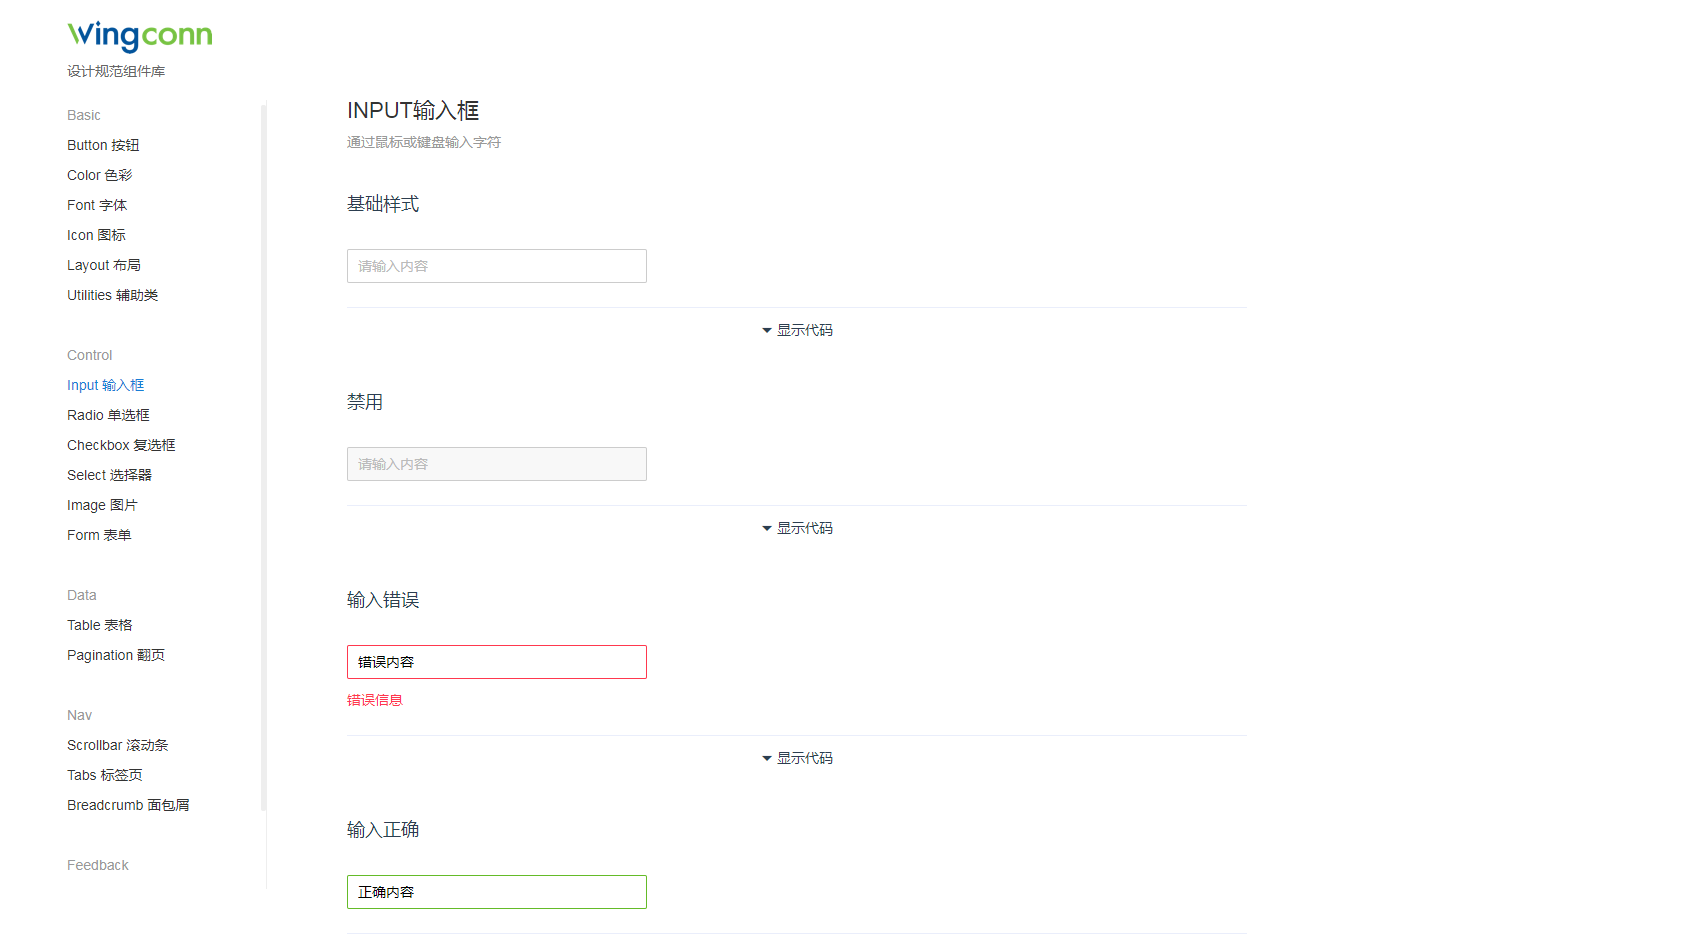 Wingconn
设计规范组件库
Basic
Button 按钮
Color 色彩
Font 字体
Icon 图标
Layout 布局
Utilities 辅助类
Control
Input 输入框
Radio 单选框
Checkbox 复选框
Select 选择器
Image 图片
Form 表单
Data
Table 表格
Pagination 翻页
Nav
Scrollbar 滚动条
Tabs 标签页
Breadcrumb 面包屑
Feedback
INPUT输入框
通过鼠标或键盘输入字符
基础样式
请输入内容
显示代码
禁用
请输入内容
显示代码
输入错误
错误内容
错误信息
显示代码
输入正确
正确内容